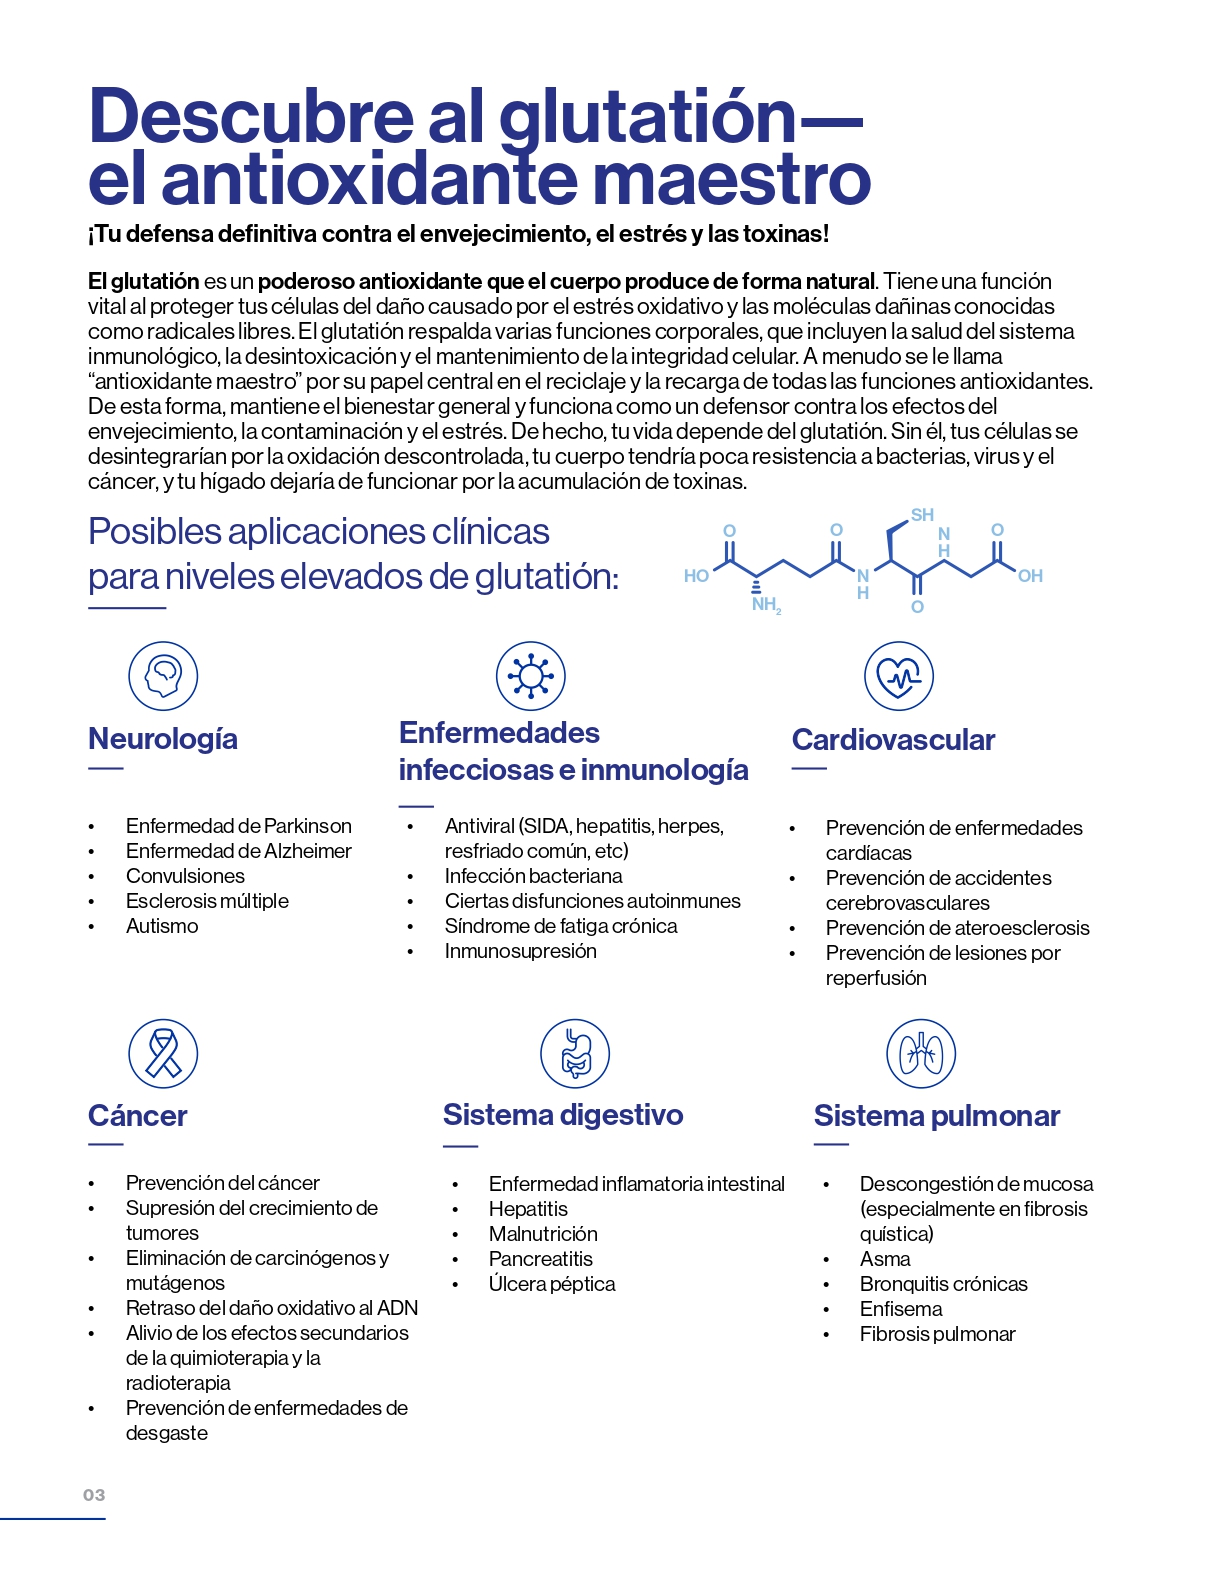 Descubre al glutatión—
el antioxidante maestro
¡Tu defensa definitiva contra el envejecimiento, el estrés y las toxinas!
El glutatión es un poderoso antioxidante que el cuerpo produce de forma natural. Tiene una función
vital al proteger tus células del daño causado por el estrés oxidativo y las moléculas dañinas conocidas
como radicales libres. El glutatión respalda varias funciones corporales, que incluyen la salud del sistema
inmunológico, la desintoxicación y el mantenimiento de la integridad celular. A menudo se le llama
“antioxidante maestro” por su papel central en el reciclaje y la recarga de todas las funciones antioxidantes.
De esta forma, mantiene el bienestar general y funciona como un defensor contra los efectos del
envejecimiento, la contaminación y el estrés. De hecho, tu vida depende del glutatión. Sin él, tus células se
desintegrarían por la oxidación descontrolada, tu cuerpo tendría poca resistencia a bacterias, virus y el
cáncer, y tu hígado dejaría de funcionar por la acumulación de toxinas.
Posibles aplicaciones clínicas
para niveles elevados de glutatión:
SH
O
O
N
H
O
HO
N
H
OH
NH2
O
Neurología
• Enfermedad de Parkinson
• Enfermedad de Alzheimer
• Convulsiones
• Esclerosis múltiple
• Autismo
Enfermedades
infecciosas e inmunología
• Antiviral (SIDA, hepatitis, herpes,
resfriado común, etc)
• Infección bacteriana
• Ciertas disfunciones autoinmunes
• Síndrome de fatiga crónica
• Inmunosupresión
Cardiovascular
• Prevención de enfermedades
cardíacas
• Prevención de accidentes
cerebrovasculares
• Prevención de ateroesclerosis
• Prevención de lesiones por
reperfusión
Cáncer
• Prevención del cáncer
• Supresión del crecimiento de
tumores
• Eliminación de carcinógenos y
mutágenos
• Retraso del daño oxidativo al ADN
• Alivio de los efectos secundarios
de la quimioterapia y la
radioterapia
• Prevención de enfermedades de
desgaste
Sistema digestivo
• Enfermedad inflamatoria intestinal
• Hepatitis
• Malnutrición
• Pancreatitis
• Úlcera péptica
Sistema pulmonar
• Descongestión de mucosa
(especialmente en fibrosis
quística)
• Asma
• Bronquitis crónicas
• Enfisema
• Fibrosis pulmonar
03